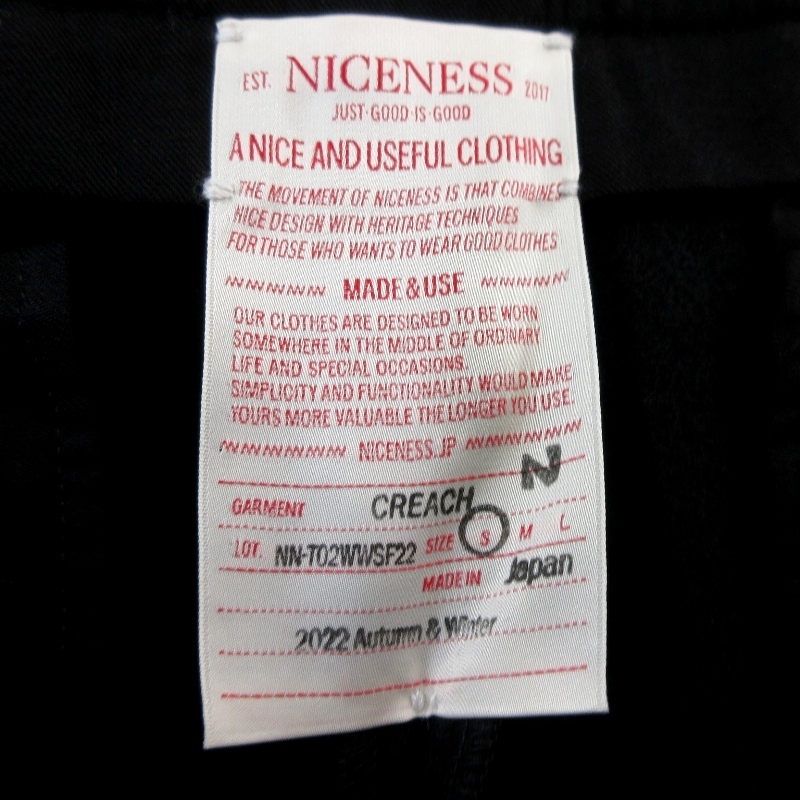 EST. NICENESS 2017
JUST·GOOD·IS·GOOD
A NICE AND USEFUL CLOTHING
THE MOVEMENT OF NICENESS IS THAT COMBINES
NICE DESIGN WITH HERITAGE TECHNIQUES
FOR THOSE WHO WANTS TO WEAR GOOD CLOTHES
MADE & USE
OUR CLOTHES ARE DESIGNED TO BE WORN
SOMEWHERE IN THE MIDDLE OF ORDINARY
LIFE AND SPECIAL OCCASIONS.
SIMPLICITY AND FUNCTIONALITY WOULD MAKE
YOURS MORE VALUABLE THE LONGER YOU USE.
NICENESS.JP
N
GARMENT CREACH
LOT. NN-T02WWSF22 SIZE S M L
MADE IN Japan
2022 Autumn & Winter